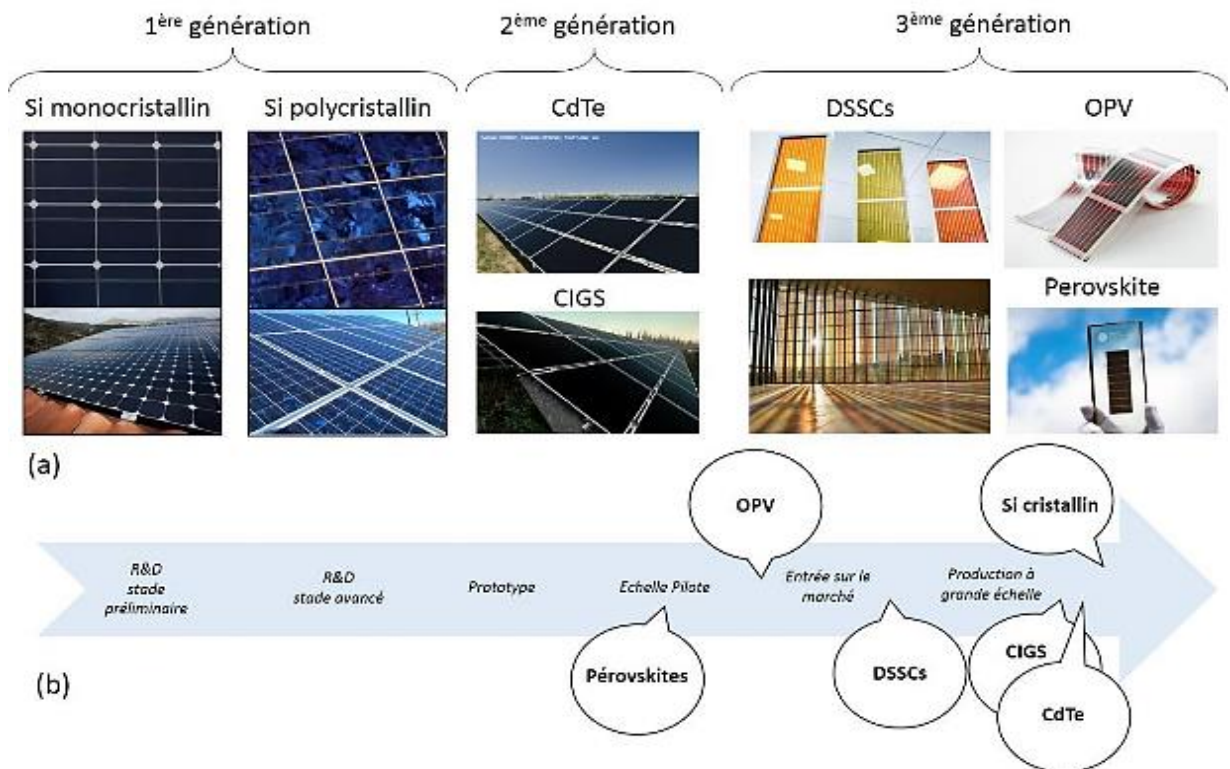 1ère génération
2ème génération
3ème génération
Si monocristallin
Si polycristallin
CdTe
DSSCs
OPV
CIGS
Perovskite
(a)
OPV
Si cristallin
R&D
stade
préliminaire
R&D
stade avancé
Prototype
Echelle Pilote
Entrée sur le
marché
Production à
grande échelle
Pérovskites
DSSCs
CIGS
CdTe
(b)